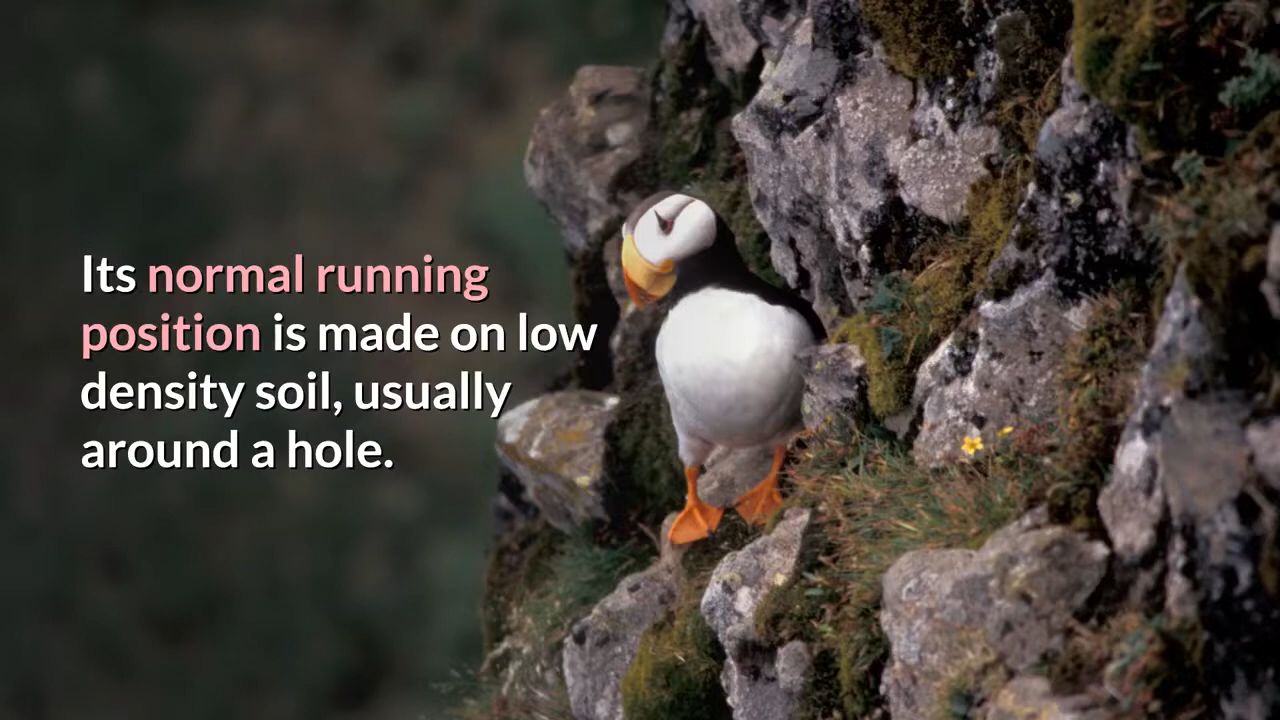 Its normal running
position is made on low
density soil, usually
around a hole.